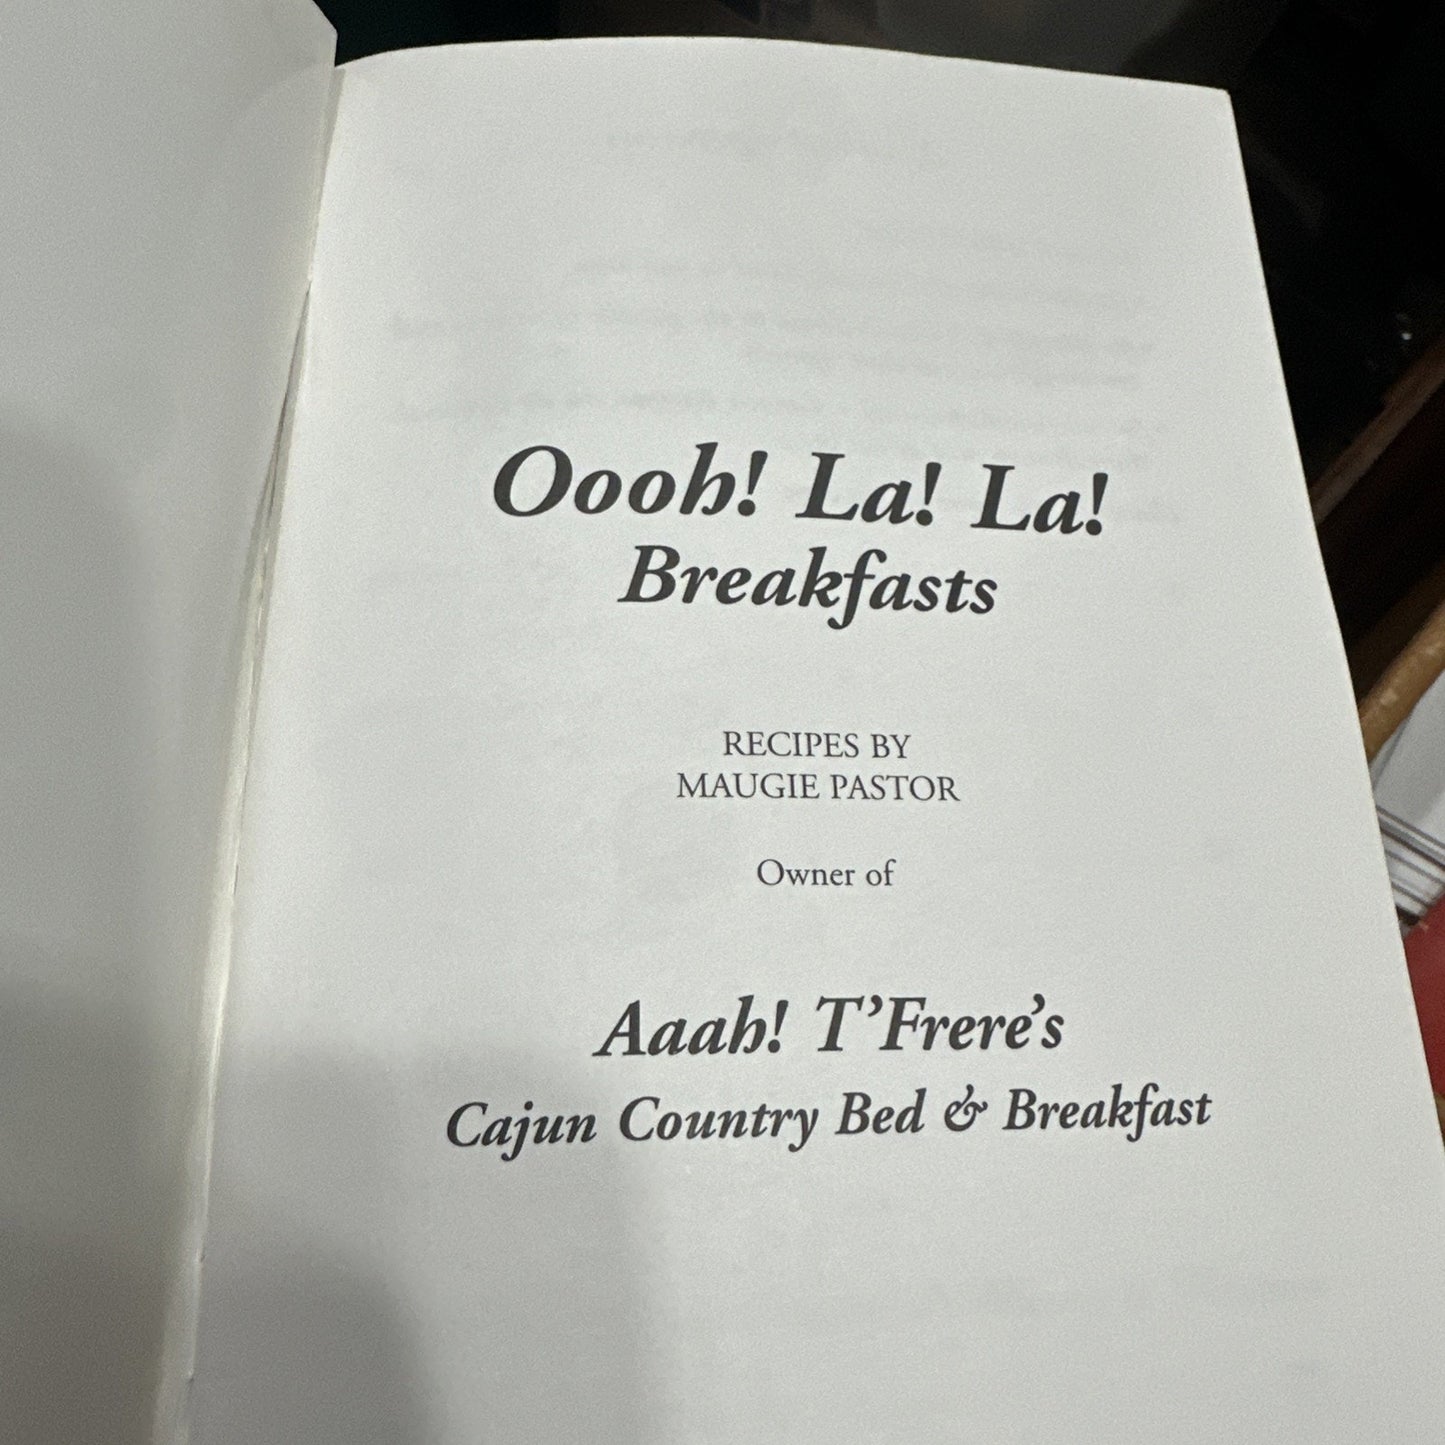 Oooh! La! La!
Breakfasts
RECIPES BY
MAUGIE PASTOR
Owner of
Aaah! T’Frere’s
Cajun Country Bed & Breakfast